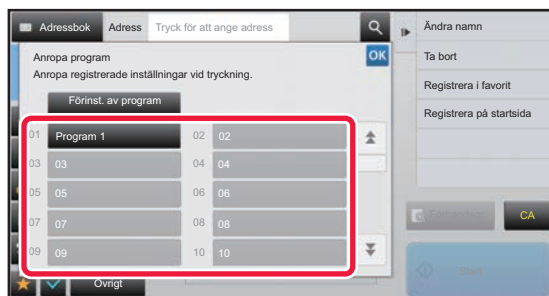 Adressbok Adress Tryck för att ange adress
Ändra namn
Anropa program OK
Ta bort
Anropa registrerade inställningar vid tryckning.
Registrera i favorit
Förinst. av program
Registrera på startsida
01 Program 1 02 02
03 03 04 04
05 05 06 06
07 07 08 08
CA
09 09 10 10
Start
Övrigt